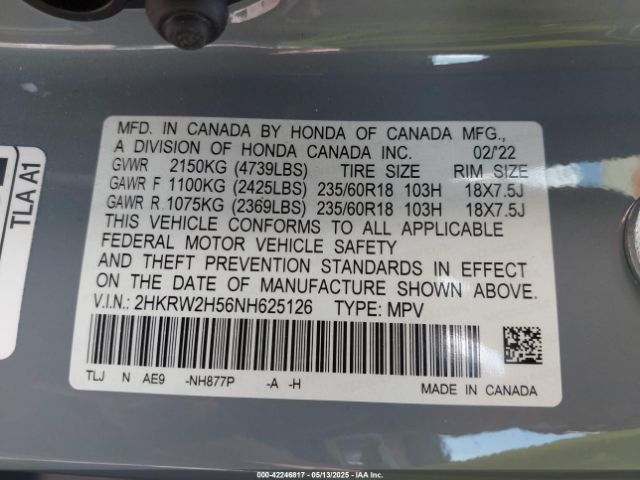 MFD. IN CANADA BY HONDA OF CANADA MFG.,
A DIVISION OF HONDA CANADA INC. 02/'22
GVWR 2150KG (4739LBS) TIRE SIZE RIM SIZE
GAWR F 1100KG (2425LBS) 235/60R18 103H 18X7.5J
GAWR R. 1075KG (2369LBS) 235/60R18 103H 18X7.5J
THIS VEHICLE CONFORMS TO ALL APPLICABLE
FEDERAL MOTOR VEHICLE SAFETY
AND THEFT PREVENTION STANDARDS IN EFFECT
ON THE DATE OF MANUFACTURE SHOWN ABOVE.
V.I.N.: 2HKRW2H56NH625126 TYPE: MPV
TLJ N AE9 -NH877P -A -H
MADE IN CANADA
TLA A1
000-42246817 - 05/13/2025 - IAA Inc.